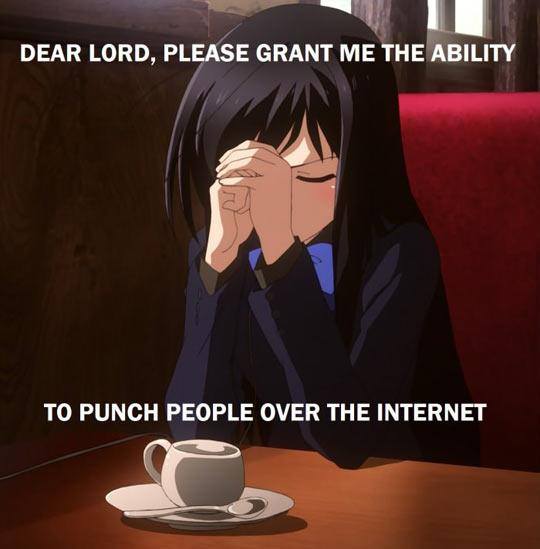 DEAR LORD, PLEASE GRANT ME THE ABILITY
TO PUNCH PEOPLE OVER THE INTERNET